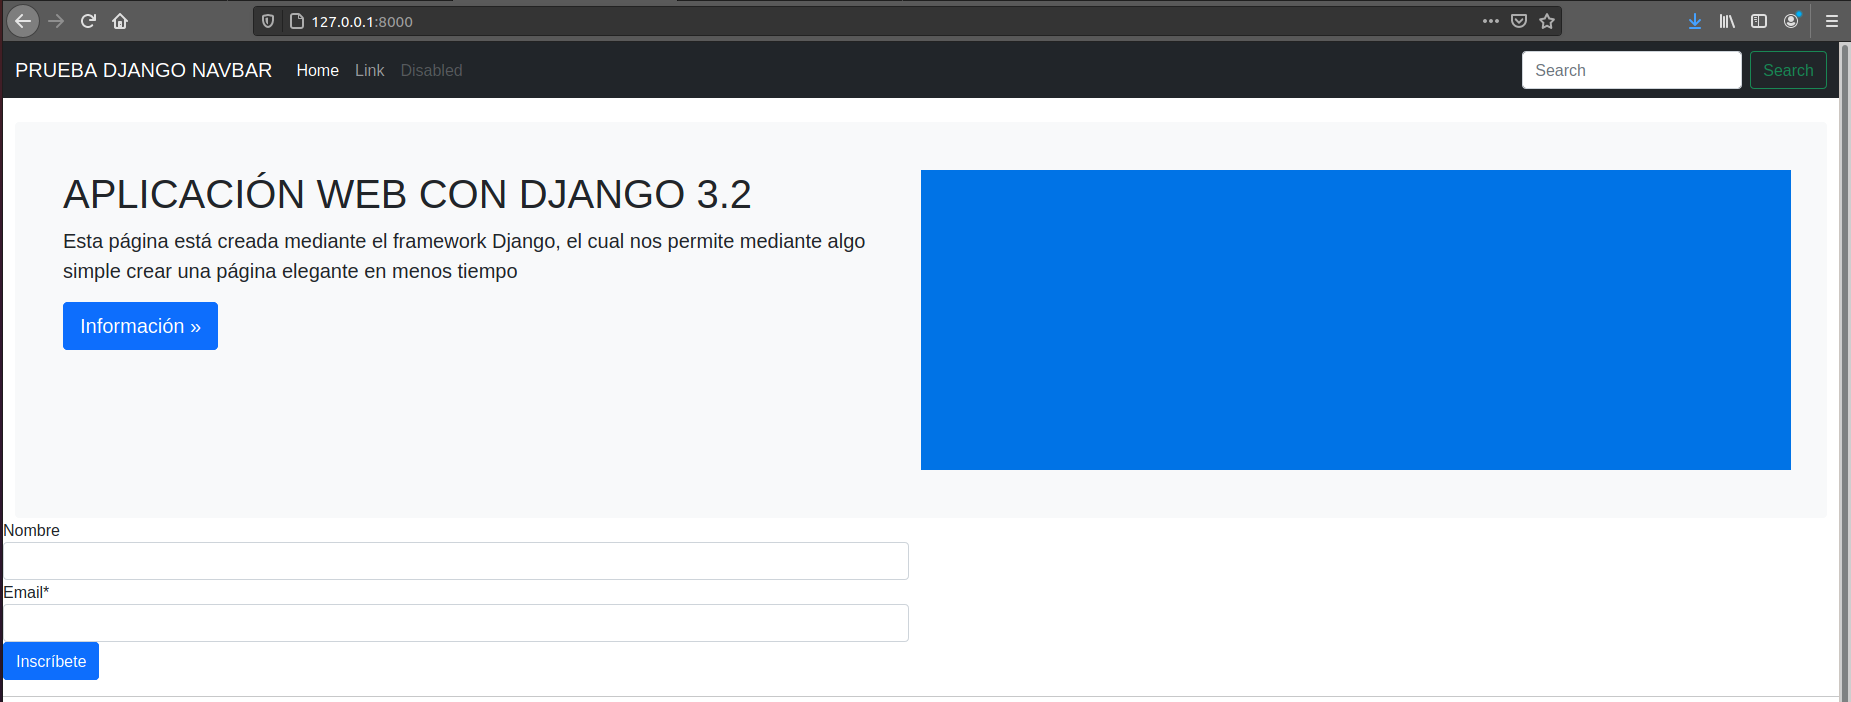 127.0.0.1:8000
PRUEBA DJANGO NAVBAR Home Link Disabled Search Search
APLICACIÓN WEB CON DJANGO 3.2
Esta página está creada mediante el framework Django, el cual nos permite mediante algo
simple crear una página elegante en menos tiempo
Información »
Nombre
Email*
Inscríbete